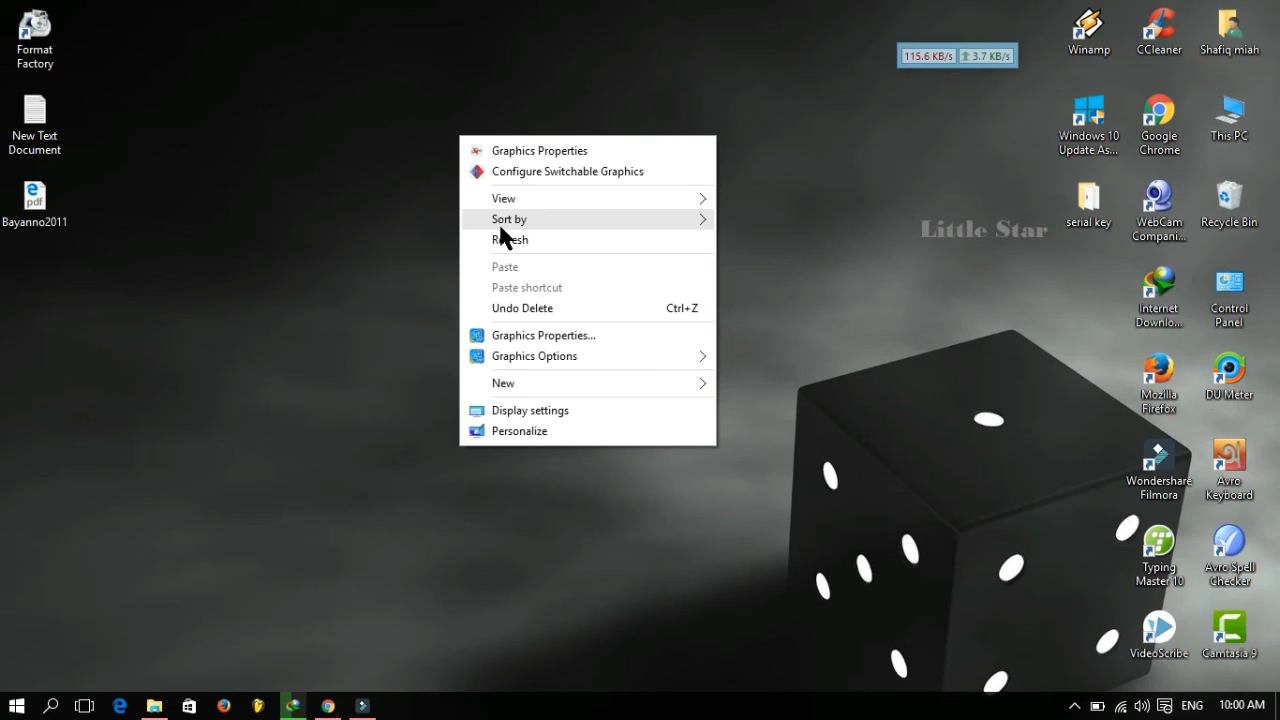 Format
Factory
New Text
Document
pdf
Bayanno2011
Graphics Properties
Configure Switchable Graphics
View
Sort by
Paste
Paste shortcut
Undo Delete Ctrl+Z
Graphics Properties...
Graphics Options
New
Display settings
Personalize
115.6 KB/s 3.7 KB/s
Little Star
Winamp
CCleaner
Shafiq miah
Windows 10
Update As...
Google
Chrome
This PC
serial key
WebCam
Compani...
Recycle Bin
Internet
Downlo...
Control
Panel
Mozilla
Firefox
DU Meter
Wondershare
Filmora
Avro
Keyboard
Typing
Master 10
Avro Spell
Checker
VideoScribe
Camtasia 9
ENG 10:00 AM